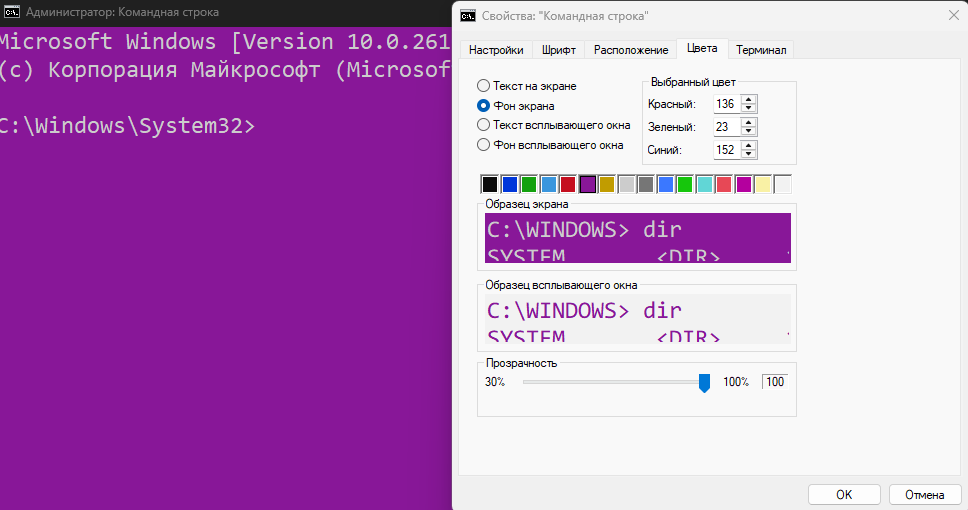 Администратор: Командная строка
Microsoft Windows [Version 10.0.261
(c) Корпорация Майкрософт (Microsof
C:\Windows\System32>
Свойства: "Командная строка"
Настройки
Шрифт
Расположение
Цвета
Терминал
Текст на экране
Фон экрана
Текст всплывающего окна
Фон всплывающего окна
Выбранный цвет
Красный: 136
Зеленый: 23
Синий: 152
Образец экрана
C:\WINDOWS> dir
SYSTEM <DIR>
Образец всплывающего окна
C:\WINDOWS> dir
SYSTEM <DIR>
Прозрачность
30% 100% 100
OK
Отмена